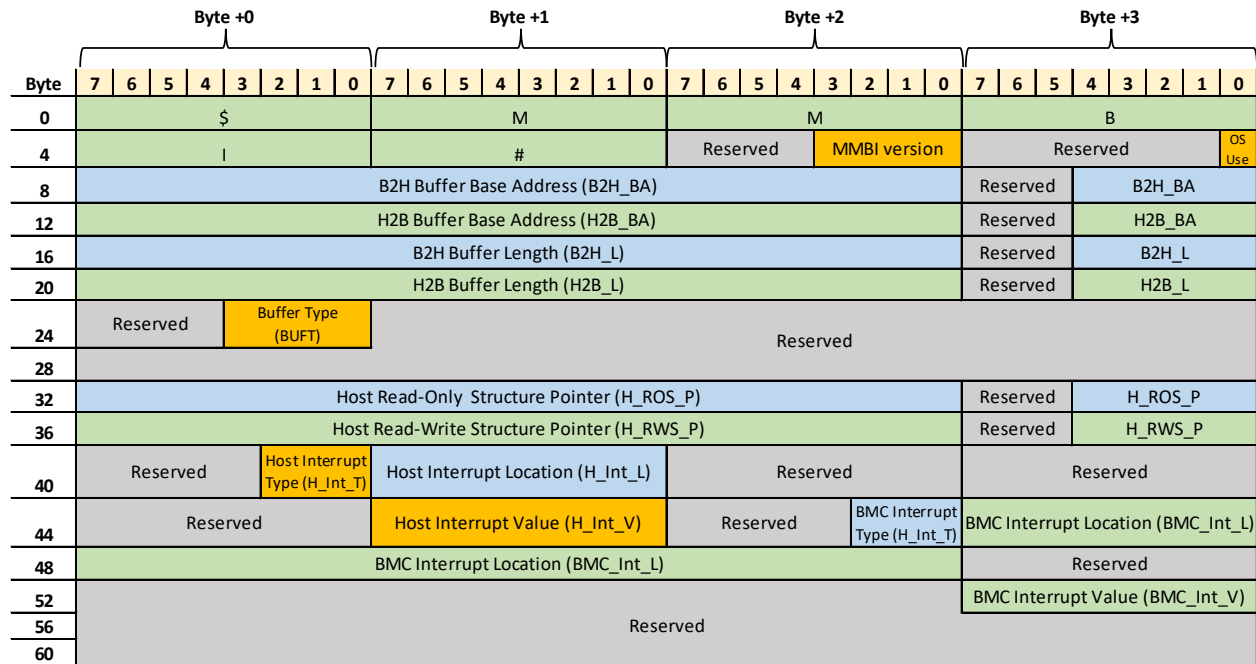 Byte +0 Byte +1 Byte +2 Byte +3
Byte 7 6 5 4 3 2 1 0 7 6 5 4 3 2 1 0 7 6 5 4 3 2 1 0 7 6 5 4 3 2 1 0
0 $ M M B
4 I # Reserved MMBI version Reserved OS Use
8 B2H Buffer Base Address (B2H_BA) Reserved B2H_BA
12 H2B Buffer Base Address (H2B_BA) Reserved H2B_BA
16 B2H Buffer Length (B2H_L) Reserved B2H_L
20 H2B Buffer Length (H2B_L) Reserved H2B_L
24 Reserved Buffer Type (BUFT) Reserved
28
32 Host Read-Only Structure Pointer (H_ROS_P) Reserved H_ROS_P
36 Host Read-Write Structure Pointer (H_RWS_P) Reserved H_RWS_P
40 Reserved Host Interrupt Type (H_Int_T) Host Interrupt Location (H_Int_L) Reserved Reserved
44 Reserved Host Interrupt Value (H_Int_V) Reserved BMC Interrupt Type (H_Int_T) BMC Interrupt Location (BMC_Int_L)
48 BMC Interrupt Location (BMC_Int_L) Reserved
52 BMC Interrupt Value (BMC_Int_V)
56 Reserved
60